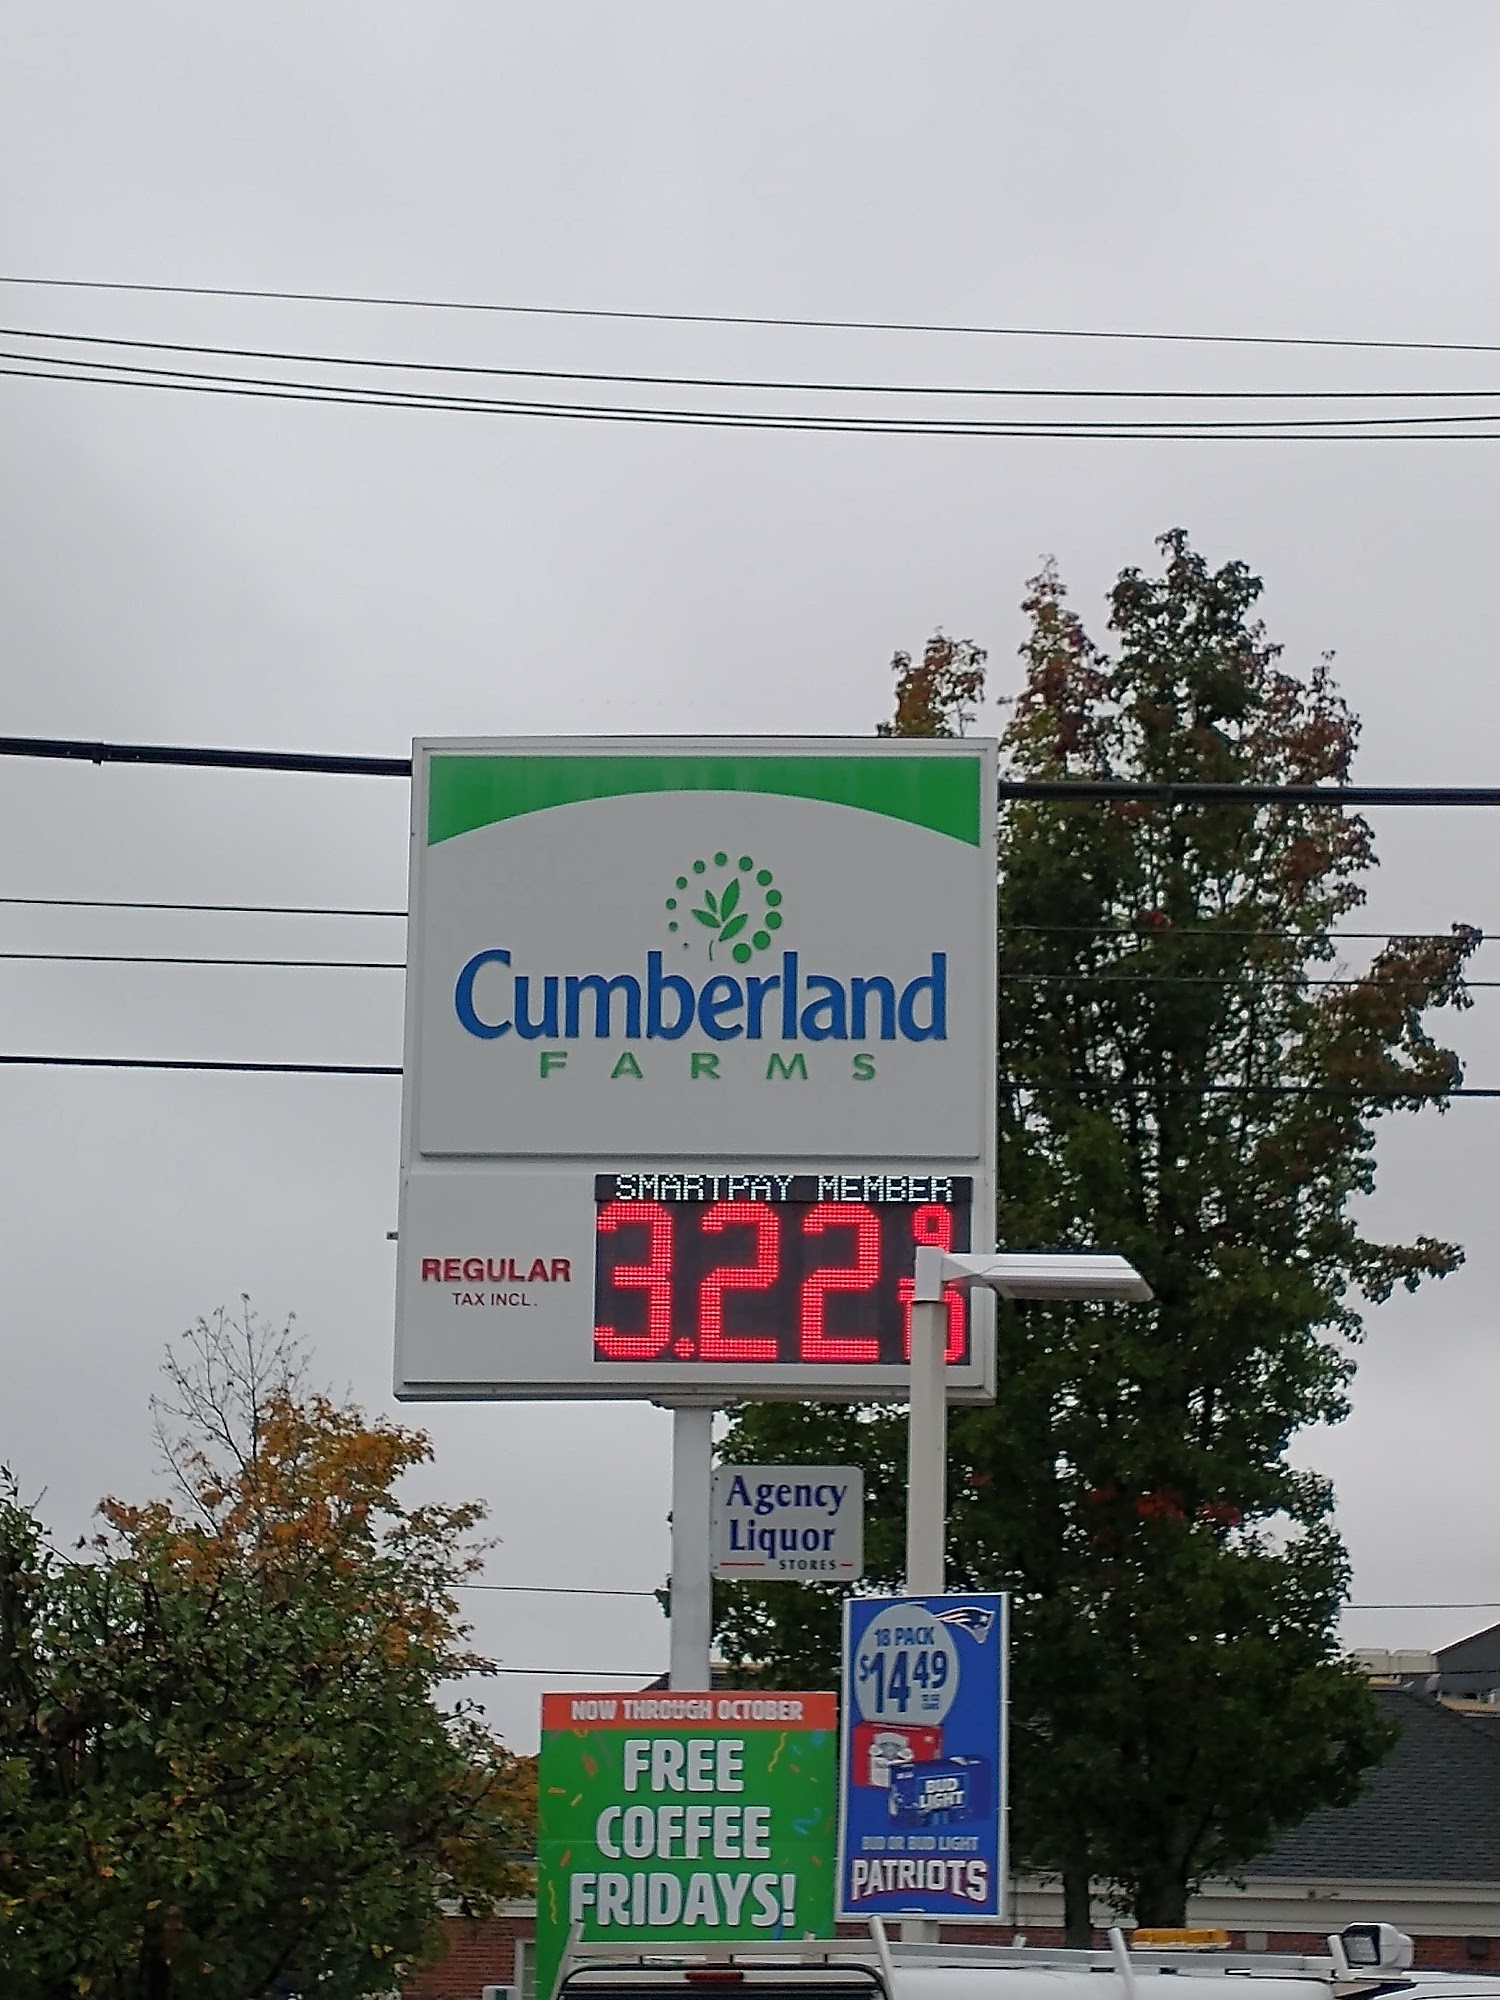 Cumberland
FARMS
SMARTPAY MEMBER
REGULAR
TAX INCL.
3.22 9
Agency
Liquor
STORES
18 PACK
$14.49
BUD
LIGHT
BUD OR BUD LIGHT
PATRIOTS
NOW THROUGH OCTOBER
FREE
COFFEE
FRIDAYS!